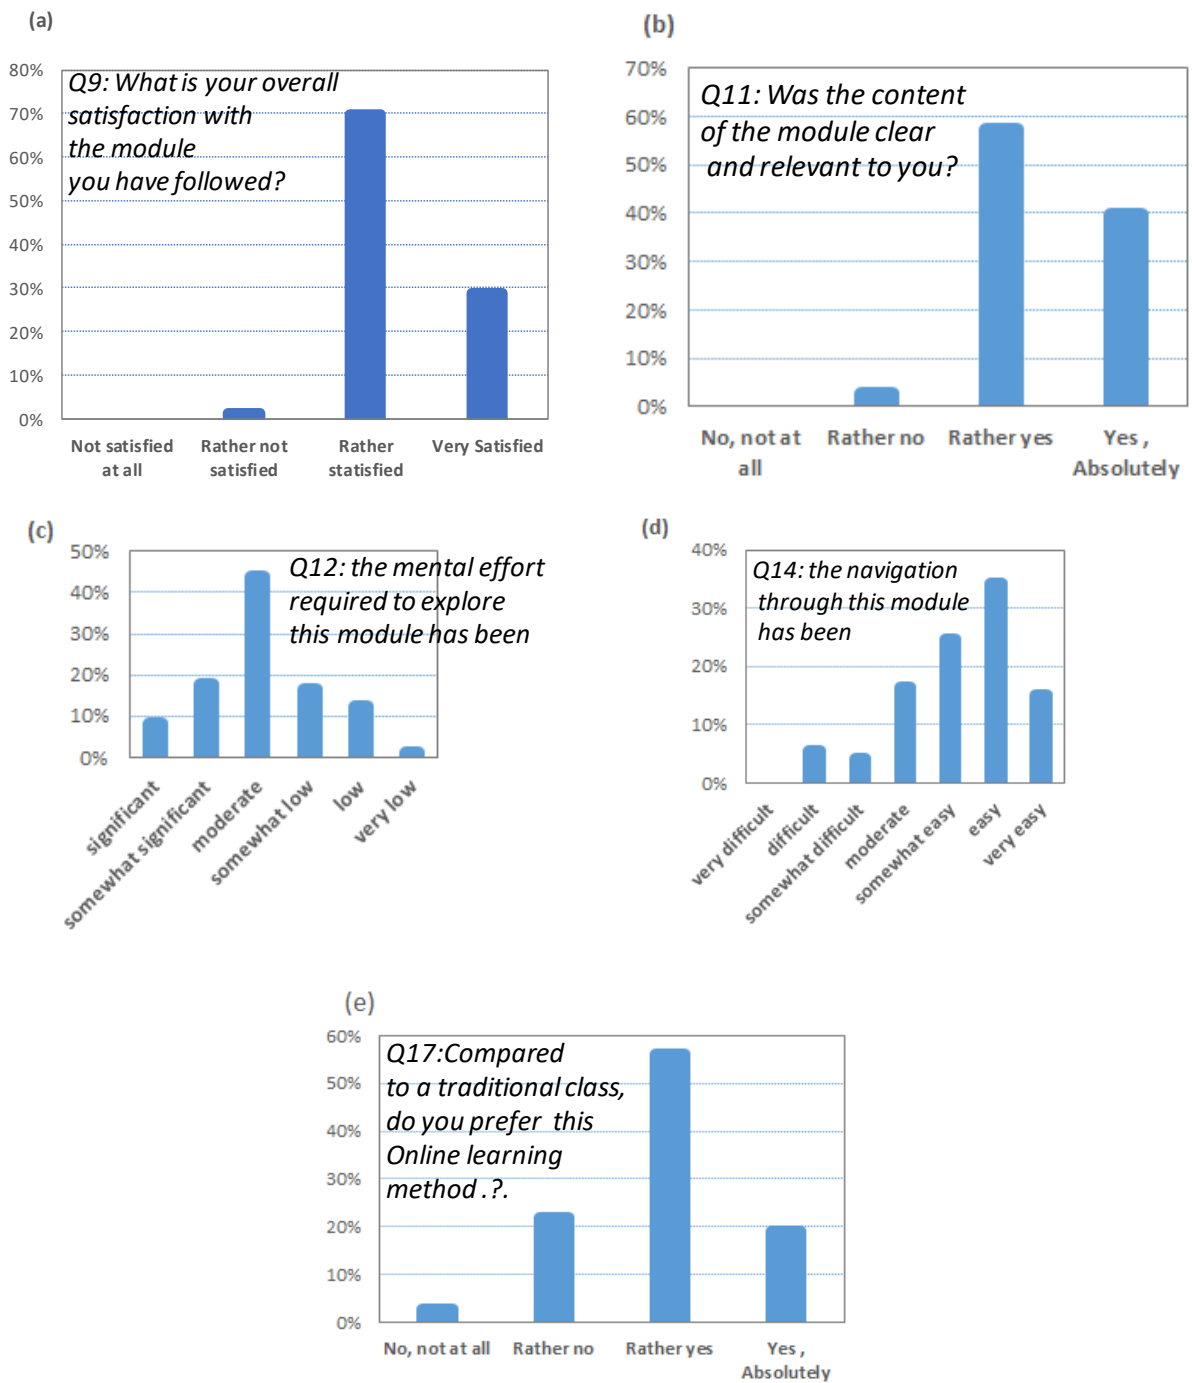 (a)
80%
70%
60%
50%
40%
30%
20%
10%
0%
Q9: What is your overall
satisfaction with
the module
you have followed?
Not satisfied
at all
Rather not
satisfied
Rather
statisfied
Very Satisfied
(b)
70%
60%
50%
40%
30%
20%
10%
0%
Q11: Was the content
of the module clear
and relevant to you?
No, not at
all
Rather no
Rather yes
Yes ,
Absolutely
(c)
50%
40%
30%
20%
10%
0%
Q12: the mental effort
required to explore
this module has been
significant
somewhat significant
moderate
somewhat low
low
very low
(d)
40%
30%
20%
10%
0%
Q14: the navigation
through this module
has been
very difficult
difficult
somewhat difficult
moderate
somewhat easy
easy
very easy
(e)
60%
50%
40%
30%
20%
10%
0%
Q17:Compared
to a traditional class,
do you prefer this
Online learning
method .?.
No, not at all
Rather no
Rather yes
Yes ,
Absolutely